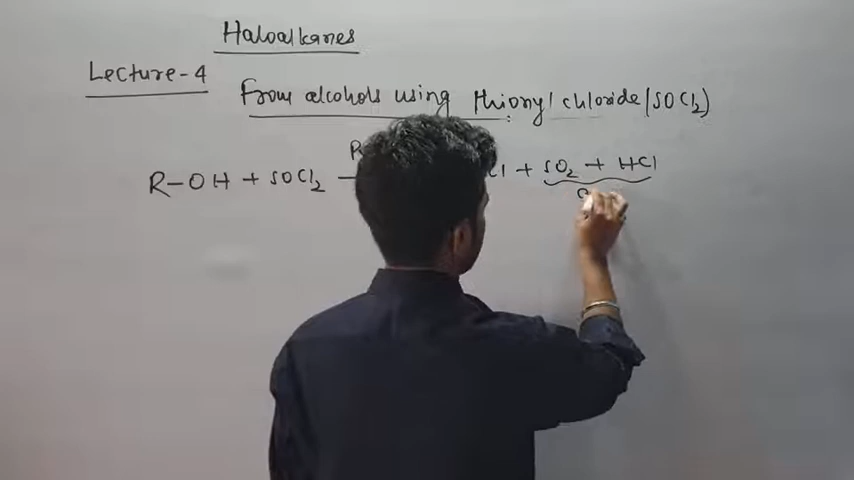 Haloalkanes
Lecture-4
From alcohols using thionyl chloride (SOCl2)
R-OH + SOCl2 Cl + SO2 + HCl